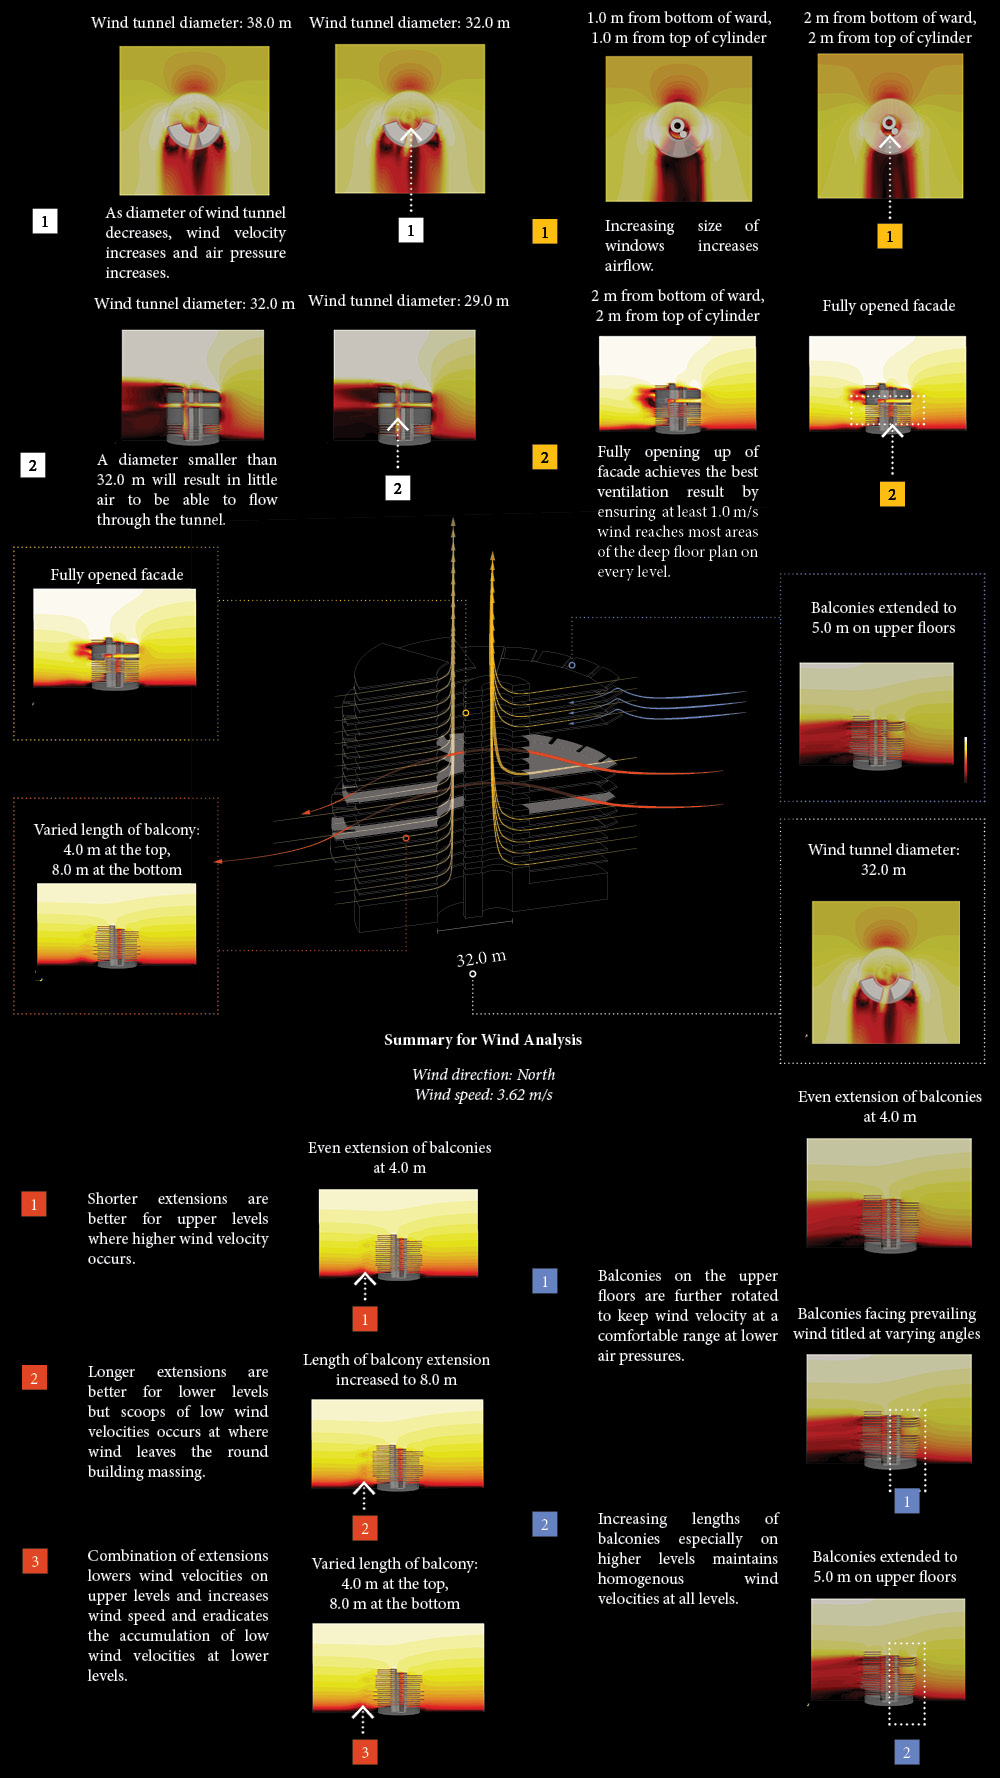 Wind tunnel diameter: 38.0 m
Wind tunnel diameter: 32.0 m
1
As diameter of wind tunnel
decreases, wind velocity
increases and air pressure
increases.
1
Wind tunnel diameter: 32.0 m
Wind tunnel diameter: 29.0 m
2
A diameter smaller than
32.0 m will result in little
air to be able to flow
through the tunnel.
2
1.0 m from bottom of ward,
1.0 m from top of cylinder
2 m from bottom of ward,
2 m from top of cylinder
1
Increasing size of
windows increases
airflow.
1
2 m from bottom of ward,
2 m from top of cylinder
Fully opened facade
2
Fully opening up of
facade achieves the best
ventilation result by
ensuring at least 1.0 m/s
wind reaches most areas
of the deep floor plan on
every level.
2
Fully opened facade
Balconies extended to
5.0 m on upper floors
Varied length of balcony:
4.0 m at the top,
8.0 m at the bottom
Wind tunnel diameter:
32.0 m
32.0 m
Summary for Wind Analysis
Wind direction: North
Wind speed: 3.62 m/s
Even extension of balconies
at 4.0 m
1
Shorter extensions are
better for upper levels
where higher wind velocity
occurs.
1
Length of balcony extension
increased to 8.0 m
2
Longer extensions are
better for lower levels
but scoops of low wind
velocities occurs at where
wind leaves the round
building massing.
2
Varied length of balcony:
4.0 m at the top,
8.0 m at the bottom
3
Combination of extensions
lowers wind velocities on
upper levels and increases
wind speed and eradicates
the accumulation of low
wind velocities at lower
levels.
3
Even extension of balconies
at 4.0 m
1
Balconies on the upper
floors are further rotated
to keep wind velocity at a
comfortable range at lower
air pressures.
Balconies facing prevailing
wind titled at varying angles
1
2
Increasing lengths of
balconies especially on
higher levels maintains
homogenous wind
velocities at all levels.
Balconies extended to
5.0 m on upper floors
2